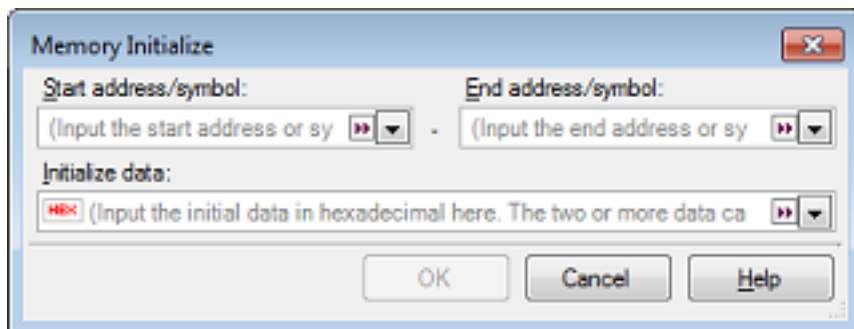 Memory Initialize
Start address/symbol: End address/symbol:
(Input the start address or sy - (Input the end address or sy
Initialize data:
HEX (Input the initial data in hexadecimal here. The two or more data ca
OK Cancel Help